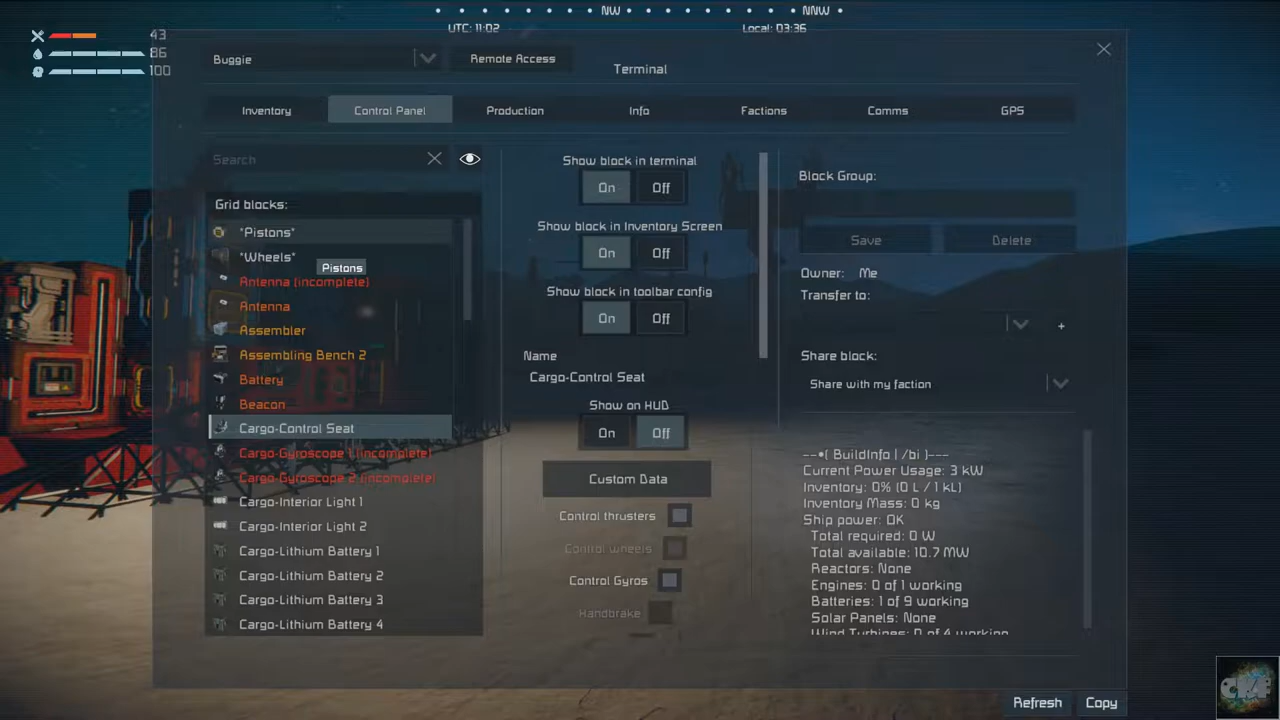 NW
NNW
UTC: 11:02
Local: 03:36
43
86
100
Buggie
Remote Access
Terminal
Inventory
Control Panel
Production
Info
Factions
Comms
GPS
Search
Grid blocks:
*Pistons*
*Wheels*
Pistons
Antenna (incomplete)
Antenna
Assembler
Assembling Bench 2
Battery
Beacon
Cargo-Control Seat
Cargo-Gyroscope 1 (incomplete)
Cargo-Gyroscope 2 (incomplete)
Cargo-Interior Light 1
Cargo-Interior Light 2
Cargo-Lithium Battery 1
Cargo-Lithium Battery 2
Cargo-Lithium Battery 3
Cargo-Lithium Battery 4
Show block in terminal
On Off
Show block in Inventory Screen
On Off
Show block in toolbar config
On Off
Name
Cargo-Control Seat
Show on HUD
On Off
Custom Data
Control thrusters
Control wheels
Control Gyros
Handbrake
Block Group:
Save Delete
Owner: Me
Transfer to:
+
Share block:
Share with my faction
--•( BuildInfo | /bi )---
Current Power Usage: 3 kW
Inventory: 0% (0 L / 1 kL)
Inventory Mass: 0 kg
Ship power: OK
Total required: 0 W
Total available: 10.7 MW
Reactors: None
Engines: 0 of 1 working
Batteries: 1 of 9 working
Solar Panels: None
Wind Turbines: 0 of 4 working
Refresh Copy